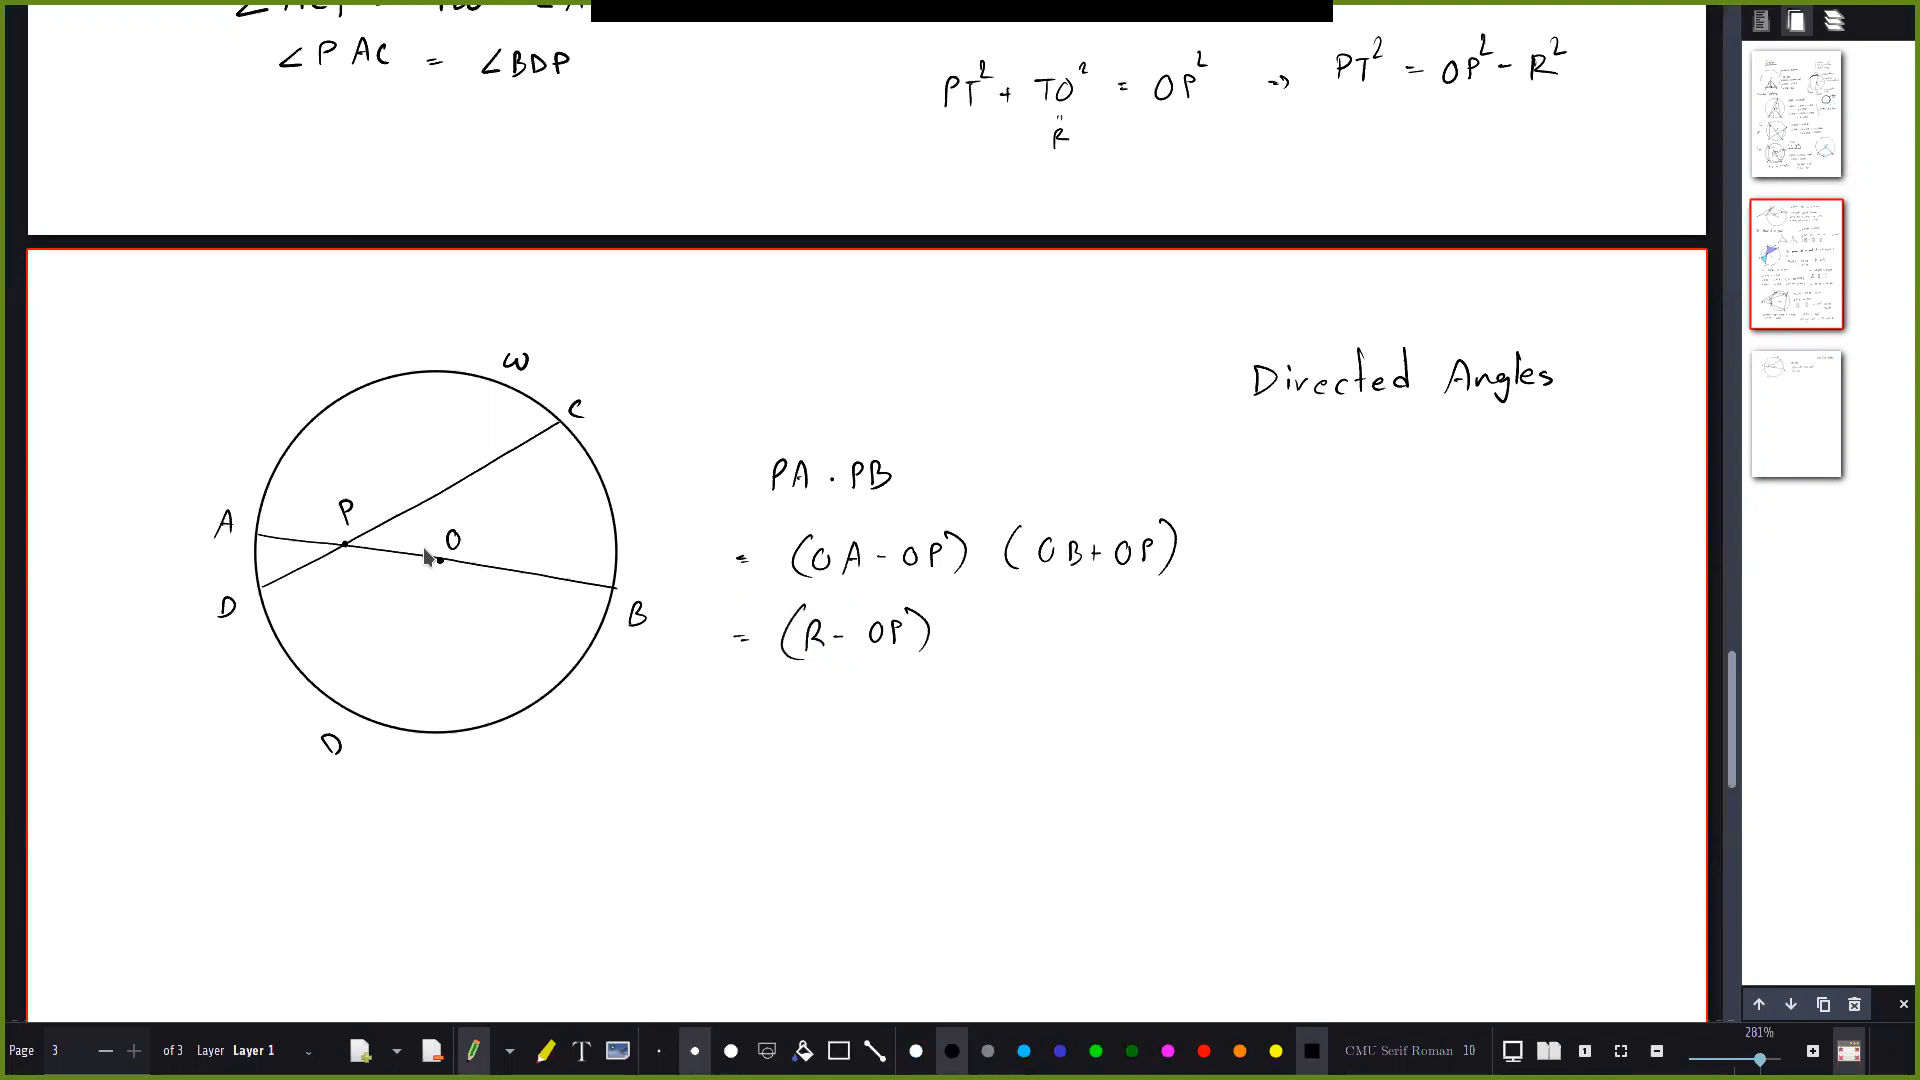 ∠PAC = ∠BDP
PT² + TO² = OP² ⇒ PT² = OP² - R²
"
R
ω
C
Directed Angles
PA . PB
P
A
O
= (OA - OP) (OB + OP)
D
B
= (R - OP)
D
Page 3 of 3 Layer Layer 1
CMU Serif Roman 10
281%